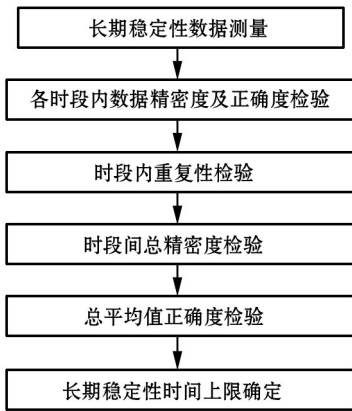 长期稳定性数据测量
各时段内数据精密度及正确度检验
时段内重复性检验
时段间总精密度检验
总平均值正确度检验
长期稳定性时间上限确定